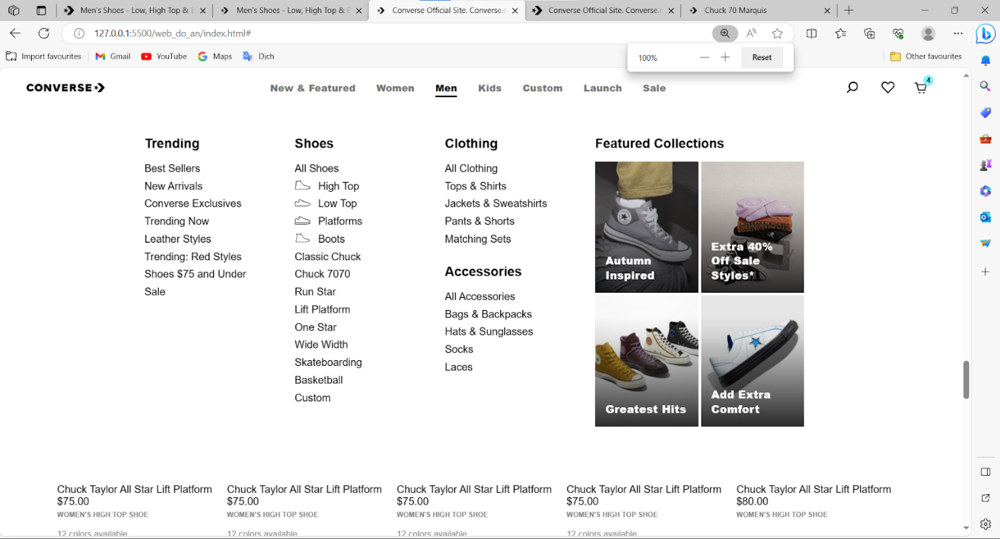 Men's Shoes - Low, High Top & E
Men's Shoes - Low, High Top & E
Converse Official Site. Converse.c
Converse Official Site. Converse.c
Chuck 70 Marquis
127.0.0.1:5500/web_do_an/index.html#
Import favourites
Gmail
YouTube
Maps
Dịch
Other favourites
100%
Reset
CONVERSE
New & Featured
Women
Men
Kids
Custom
Launch
Sale
4
Trending
Best Sellers
New Arrivals
Converse Exclusives
Trending Now
Leather Styles
Trending: Red Styles
Shoes $75 and Under
Sale
Shoes
All Shoes
High Top
Low Top
Platforms
Boots
Classic Chuck
Chuck 7070
Run Star
Lift Platform
One Star
Wide Width
Skateboarding
Basketball
Custom
Clothing
All Clothing
Tops & Shirts
Jackets & Sweatshirts
Pants & Shorts
Matching Sets
Accessories
All Accessories
Bags & Backpacks
Hats & Sunglasses
Socks
Laces
Featured Collections
Autumn
Inspired
Extra 40%
Off Sale
Styles*
Greatest Hits
Add Extra
Comfort
Chuck Taylor All Star Lift Platform
$75.00
WOMEN'S HIGH TOP SHOE
12 colors available
Chuck Taylor All Star Lift Platform
$75.00
WOMEN'S HIGH TOP SHOE
12 colors available
Chuck Taylor All Star Lift Platform
$75.00
WOMEN'S HIGH TOP SHOE
12 colors available
Chuck Taylor All Star Lift Platform
$75.00
WOMEN'S HIGH TOP SHOE
12 colors available
Chuck Taylor All Star Lift Platform
$80.00
WOMEN'S HIGH TOP SHOE